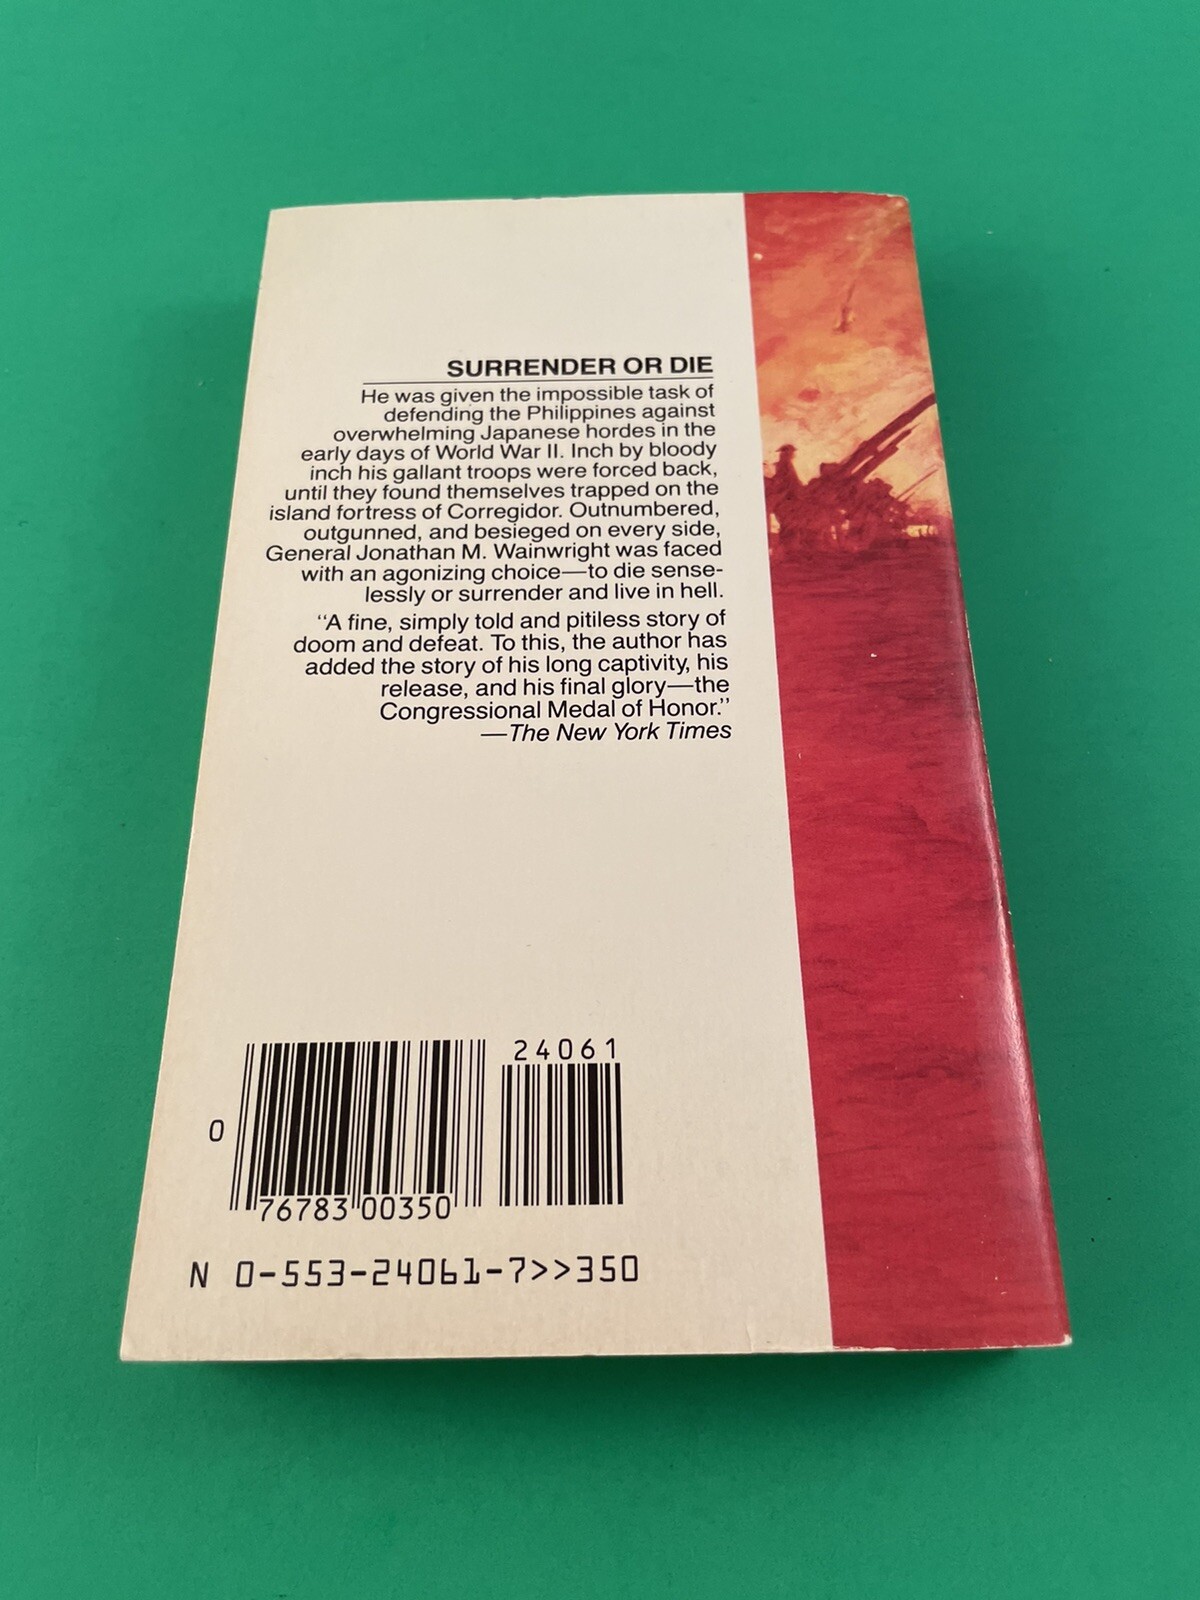 SURRENDER OR DIE
He was given the impossible task of
defending the Philippines against
overwhelming Japanese hordes in the
early days of World War II. Inch by bloody
inch his gallant troops were forced back,
until they found themselves trapped on the
island fortress of Corregidor. Outnumbered,
outgunned, and besieged on every side,
General Jonathan M. Wainwright was faced
with an agonizing choice—to die sense-
lessly or surrender and live in hell.
“A fine, simply told and pitiless story of
doom and defeat. To this, the author has
added the story of his long captivity, his
release, and his final glory—the
Congressional Medal of Honor.”
—The New York Times
24061
0
76783 00350
N 0-553-24061-7>>350